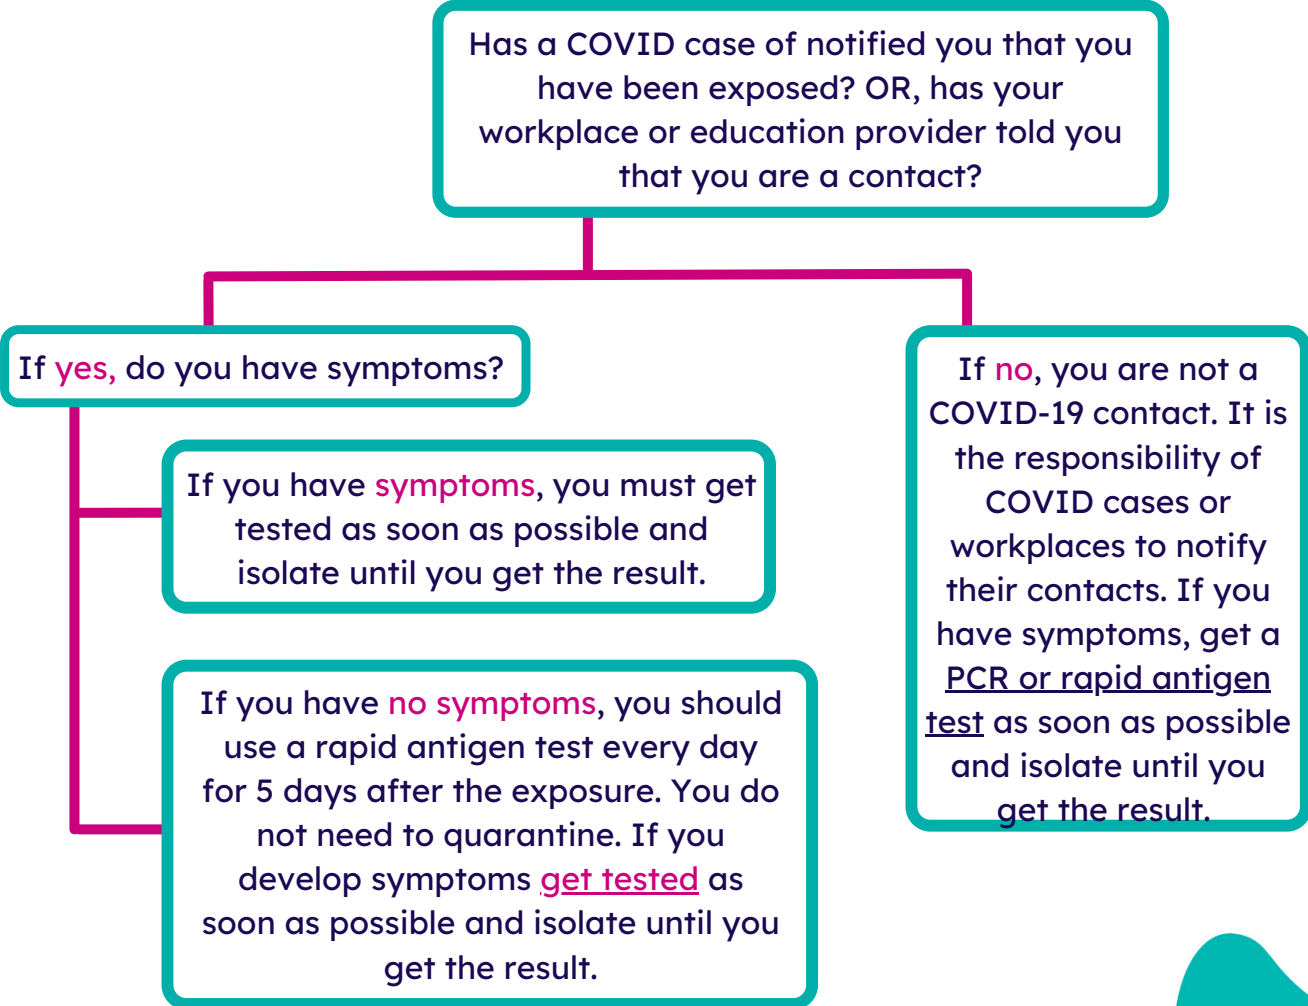 Has a COVID case of notified you that you
have been exposed? OR, has your
workplace or education provider told you
that you are a contact?
If yes, do you have symptoms?
If you have symptoms, you must get
tested as soon as possible and
isolate until you get the result.
If you have no symptoms, you should
use a rapid antigen test every day
for 5 days after the exposure. You do
not need to quarantine. If you
develop symptoms get tested as
soon as possible and isolate until you
get the result.
If no, you are not a
COVID-19 contact. It is
the responsibility of
COVID cases or
workplaces to notify
their contacts. If you
have symptoms, get a
PCR or rapid antigen
test as soon as possible
and isolate until you
get the result.